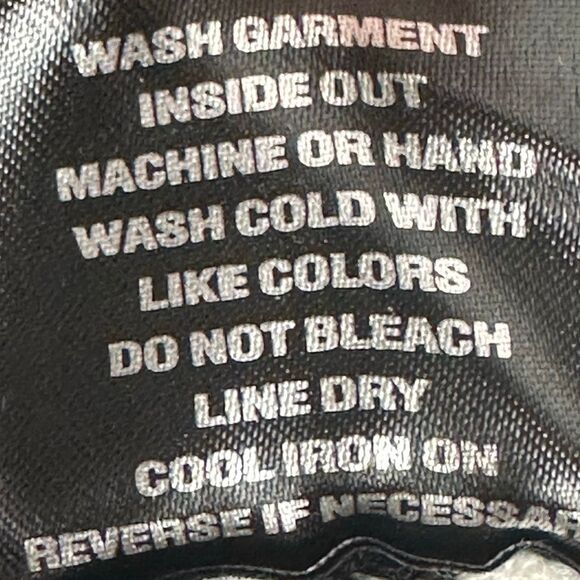 WASH GARMENT
INSIDE OUT
MACHINE OR HAND
WASH COLD WITH
LIKE COLORS
DO NOT BLEACH
LINE DRY
COOL IRON ON
REVERSE IF NECESSAR